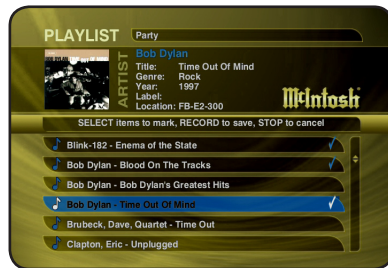 PLAYLIST Party
ARTIST
Bob Dylan
Title: Time Out Of Mind
Genre: Rock
Year: 1997
Label:
Location: FB-E2-300
McIntosh
SELECT items to mark, RECORD to save, STOP to cancel
Blink-182 - Enema of the State
Bob Dylan - Blood On The Tracks
Bob Dylan - Bob Dylan's Greatest Hits
Bob Dylan - Time Out Of Mind
Brubeck, Dave, Quartet - Time Out
Clapton, Eric - Unplugged